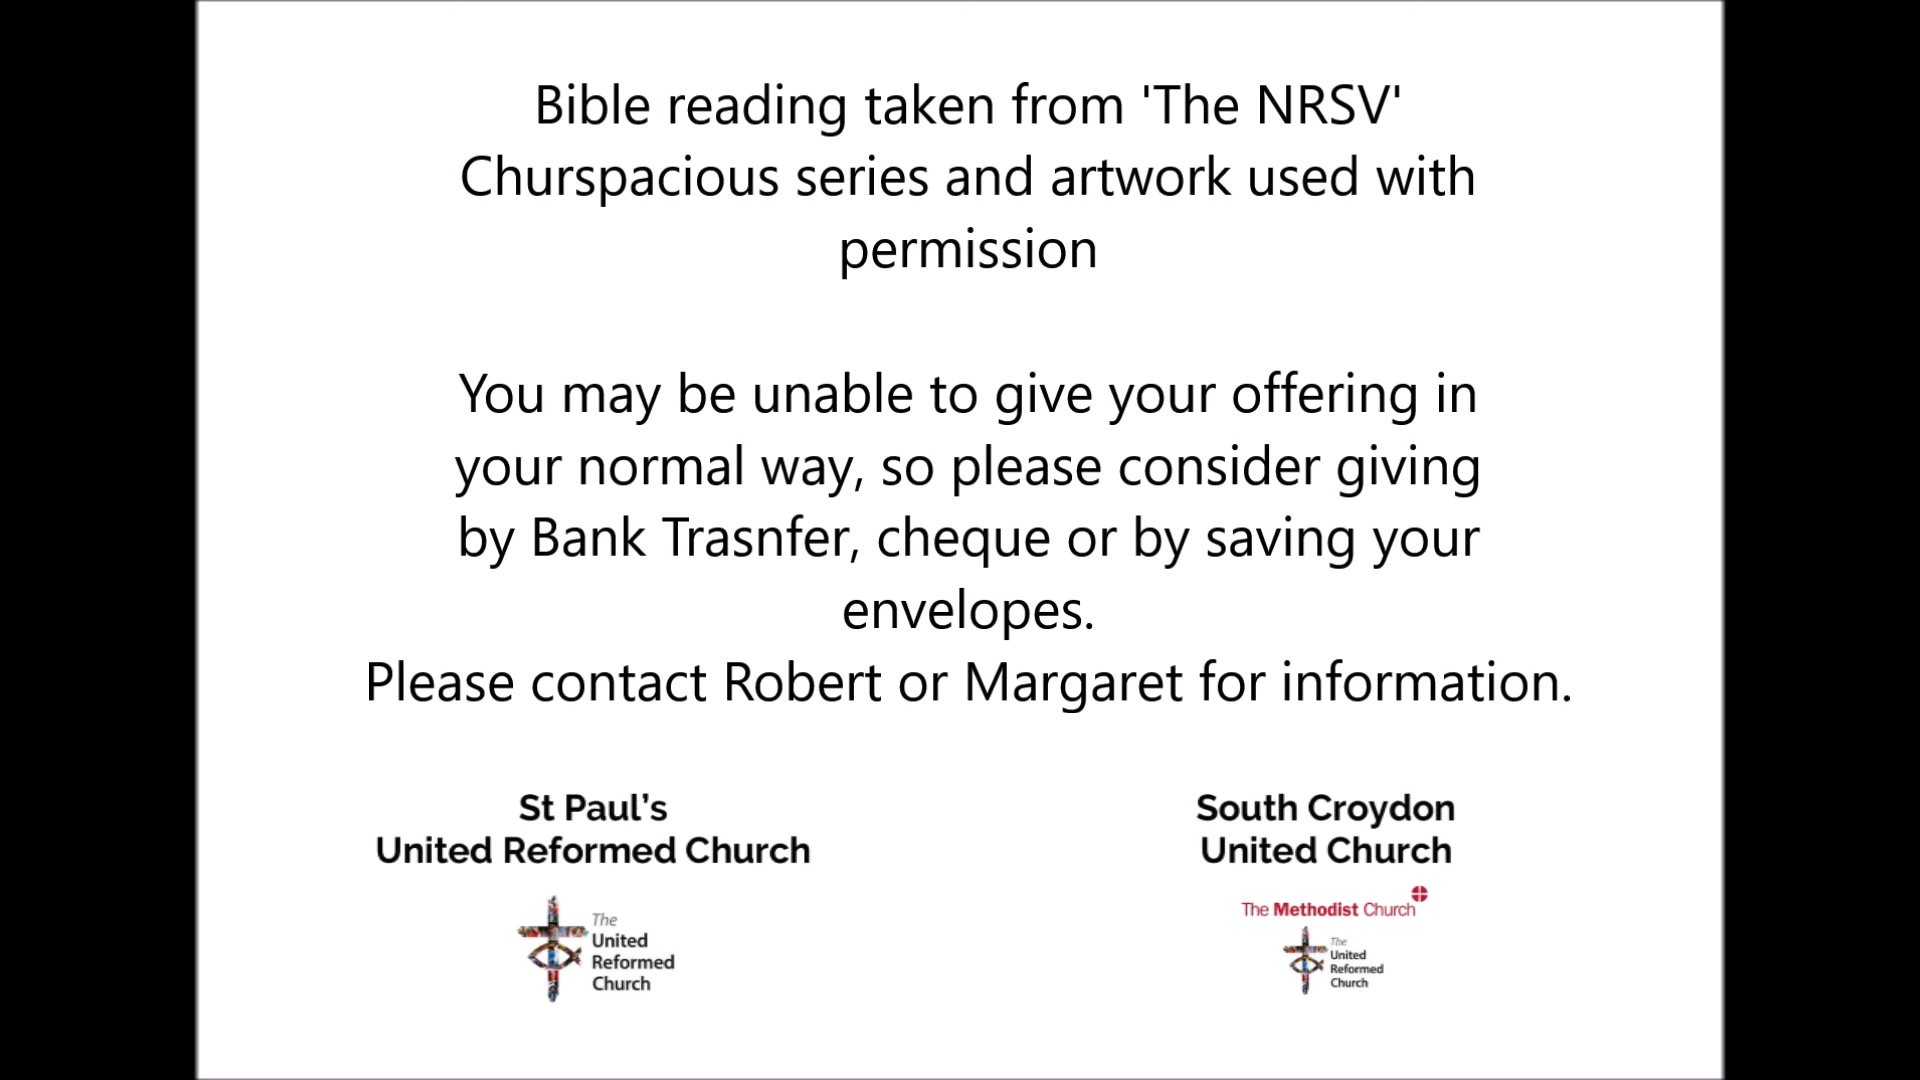 Bible reading taken from 'The NRSV'
Churspacious series and artwork used with
permission
You may be unable to give your offering in
your normal way, so please consider giving
by Bank Trasnfer, cheque or by saving your
envelopes.
Please contact Robert or Margaret for information.
St Paul's
United Reformed Church
The
United
Reformed
Church
South Croydon
United Church
The Methodist Church
The
United
Reformed
Church